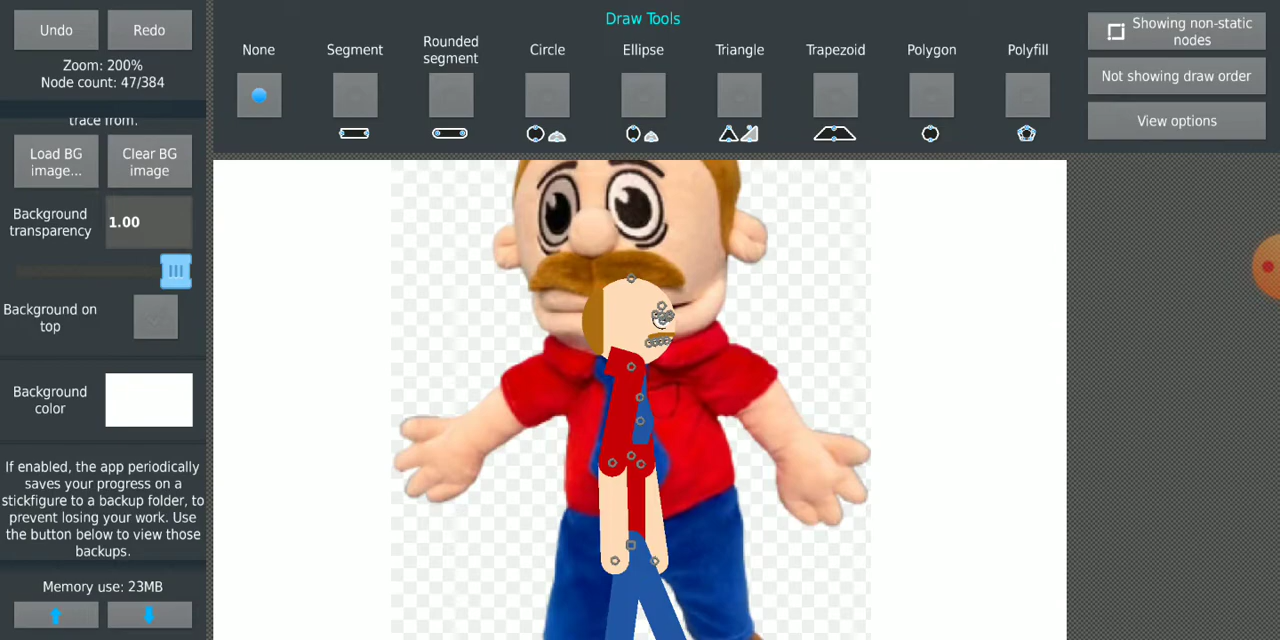 Undo
Redo
Zoom: 200%
Node count: 47/384
trace from:
Load BG
image...
Clear BG
image
Background
transparency
1.00
Background on
top
Background
color
If enabled, the app periodically
saves your progress on a
stickfigure to a backup folder, to
prevent losing your work. Use
the button below to view those
backups.
Memory use: 23MB
Draw Tools
None
Segment
Rounded
segment
Circle
Ellipse
Triangle
Trapezoid
Polygon
Polyfill
Showing non-static
nodes
Not showing draw order
View options